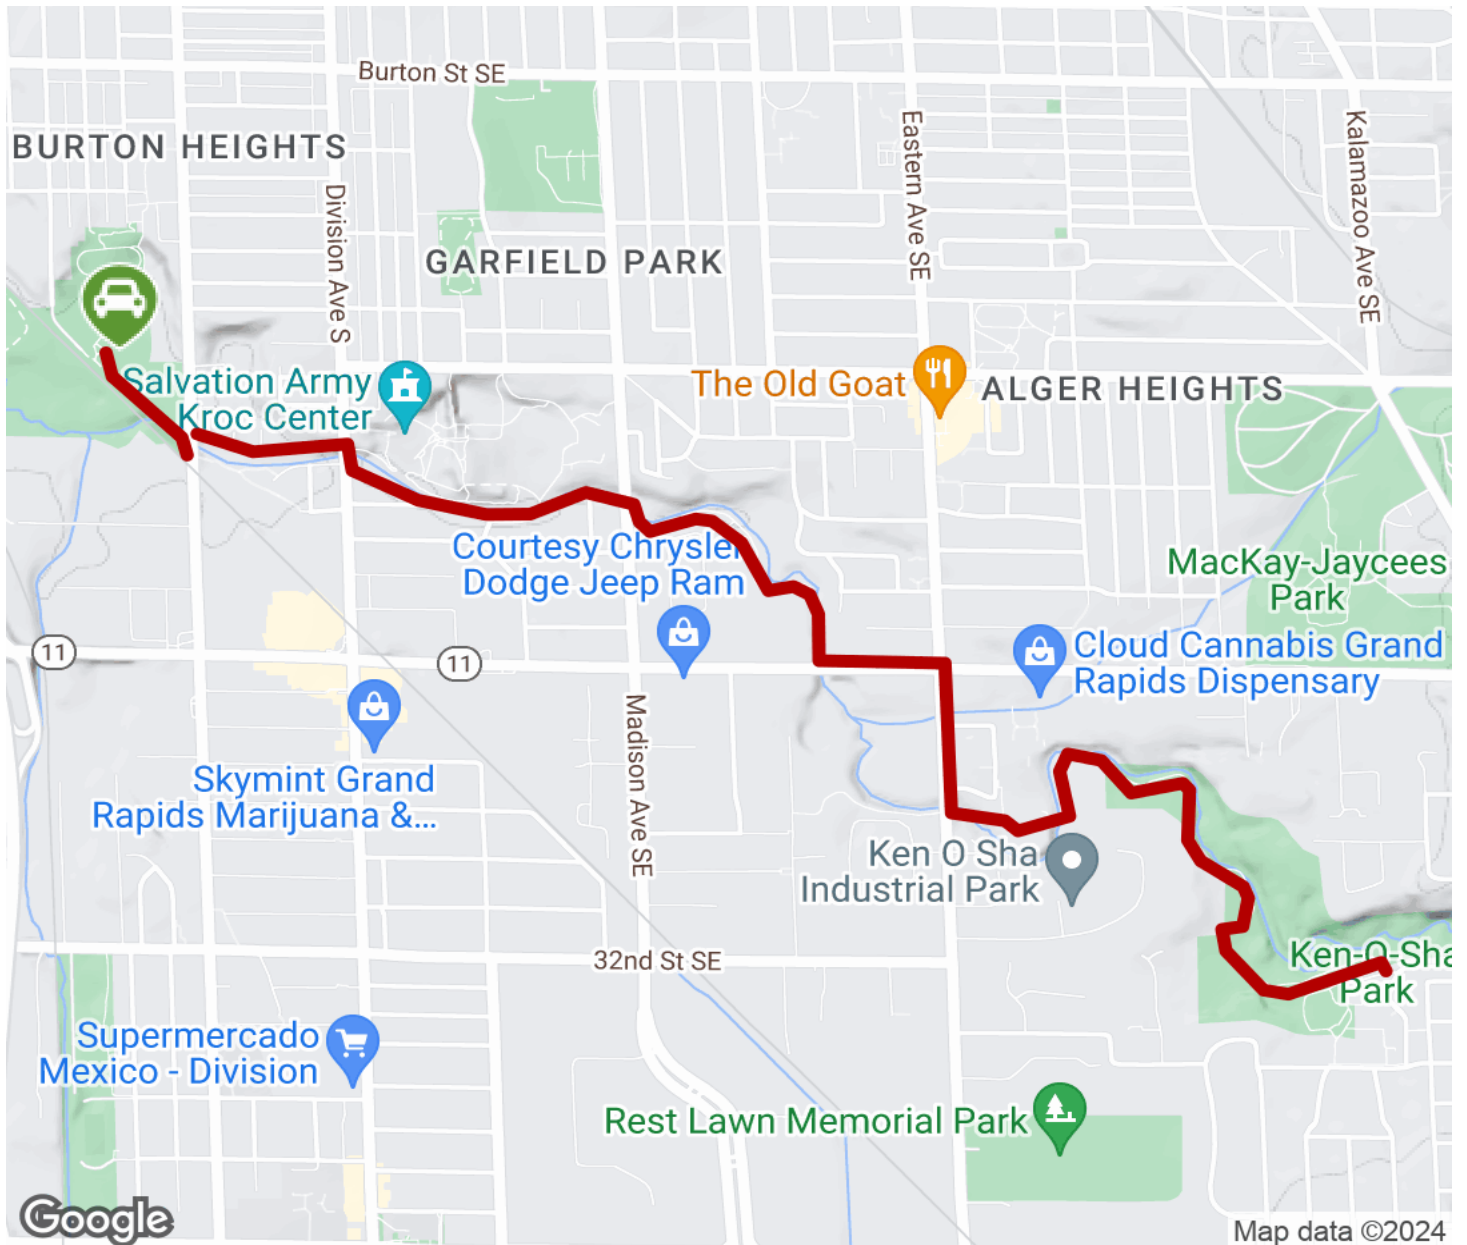 Burton St SE
BURTON HEIGHTS
Eastern Ave SE
Kalamazoo Ave SE
Division Ave S
GARFIELD PARK
Salvation Army
Kroc Center
The Old Goat
ALGER HEIGHTS
Courtesy Chrysler
Dodge Jeep Ram
MacKay-Jaycees
Park
11
11
Cloud Cannabis Grand
Rapids Dispensary
Madison Ave SE
Skymint Grand
Rapids Marijuana &...
Ken O Sha
Industrial Park
32nd St SE
Ken-O-Sha
Park
Supermercado
Mexico - Division
Rest Lawn Memorial Park
Google
Map data ©2024